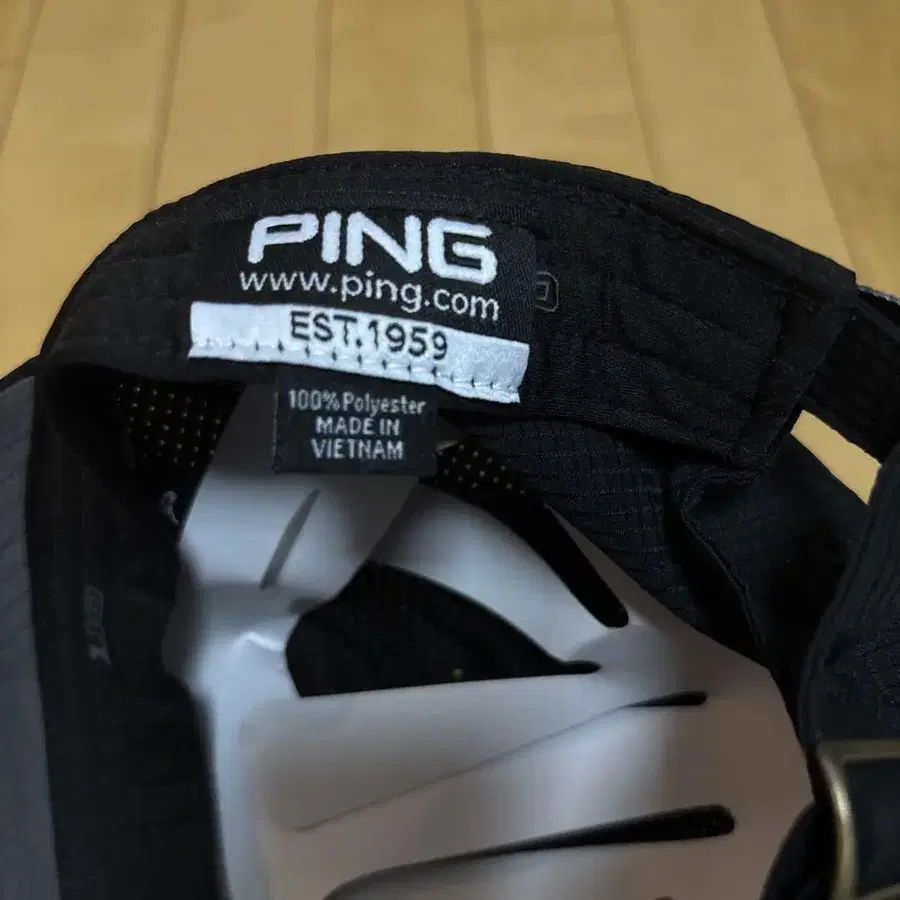 PING
www.ping.com
EST.1959
100% Polyester
MADE IN
VIETNAM